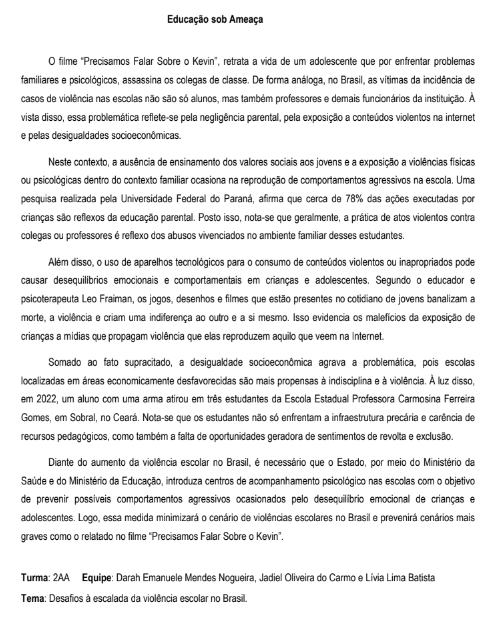 Educação sob Ameaça
O filme “Precisamos Falar Sobre o Kevin”, retrata a vida de um adolescente que por enfrentar problemas
familiares e psicológicos, assassina os colegas de classe. De forma análoga, no Brasil, as vítimas da incidência de
casos de violência nas escolas não são só alunos, mas também professores e demais funcionários da instituição. À
vista disso, essa problemática reflete-se pela negligência parental, pela exposição a conteúdos violentos na internet
e pelas desigualdades socioeconômicas.
Neste contexto, a ausência de ensinamento dos valores sociais aos jovens e a exposição a violências físicas
ou psicológicas dentro do contexto familiar ocasiona na reprodução de comportamentos agressivos na escola. Uma
pesquisa realizada pela Universidade Federal do Paraná, afirma que cerca de 78% das ações executadas por
crianças são reflexos da educação parental. Posto isso, nota-se que geralmente, a prática de atos violentos contra
colegas ou professores é reflexo dos abusos vivenciados no ambiente familiar desses estudantes.
Além disso, o uso de aparelhos tecnológicos para o consumo de conteúdos violentos ou inapropriados pode
causar desequilíbrios emocionais e comportamentais em crianças e adolescentes. Segundo o educador e
psicoterapeuta Leo Fraiman, os jogos, desenhos e filmes que estão presentes no cotidiano de jovens banalizam a
morte, a violência e criam uma indiferença ao outro e a si mesmo. Isso evidencia os malefícios da exposição de
crianças a mídias que propagam violência que elas reproduzem aquilo que veem na Internet.
Somado ao fato supracitado, a desigualdade socioeconômica agrava a problemática, pois escolas
localizadas em áreas economicamente desfavorecidas são mais propensas à indisciplina e à violência. À luz disso,
em 2022, um aluno com uma arma atirou em três estudantes da Escola Estadual Professora Carmosina Ferreira
Gomes, em Sobral, no Ceará. Nota-se que os estudantes não só enfrentam a infraestrutura precária e carência de
recursos pedagógicos, como também a falta de oportunidades geradora de sentimentos de revolta e exclusão.
Diante do aumento da violência escolar no Brasil, é necessário que o Estado, por meio do Ministério da
Saúde e do Ministério da Educação, introduza centros de acompanhamento psicológico nas escolas com o objetivo
de prevenir possíveis comportamentos agressivos ocasionados pelo desequilíbrio emocional de crianças e
adolescentes. Logo, essa medida minimizará o cenário de violências escolares no Brasil e prevenirá cenários mais
graves como o relatado no filme “Precisamos Falar Sobre o Kevin”.
Turma: 2AA Equipe: Darah Emanuele Mendes Nogueira, Jadiel Oliveira do Carmo e Lívia Lima Batista
Tema: Desafios à escalada da violência escolar no Brasil.